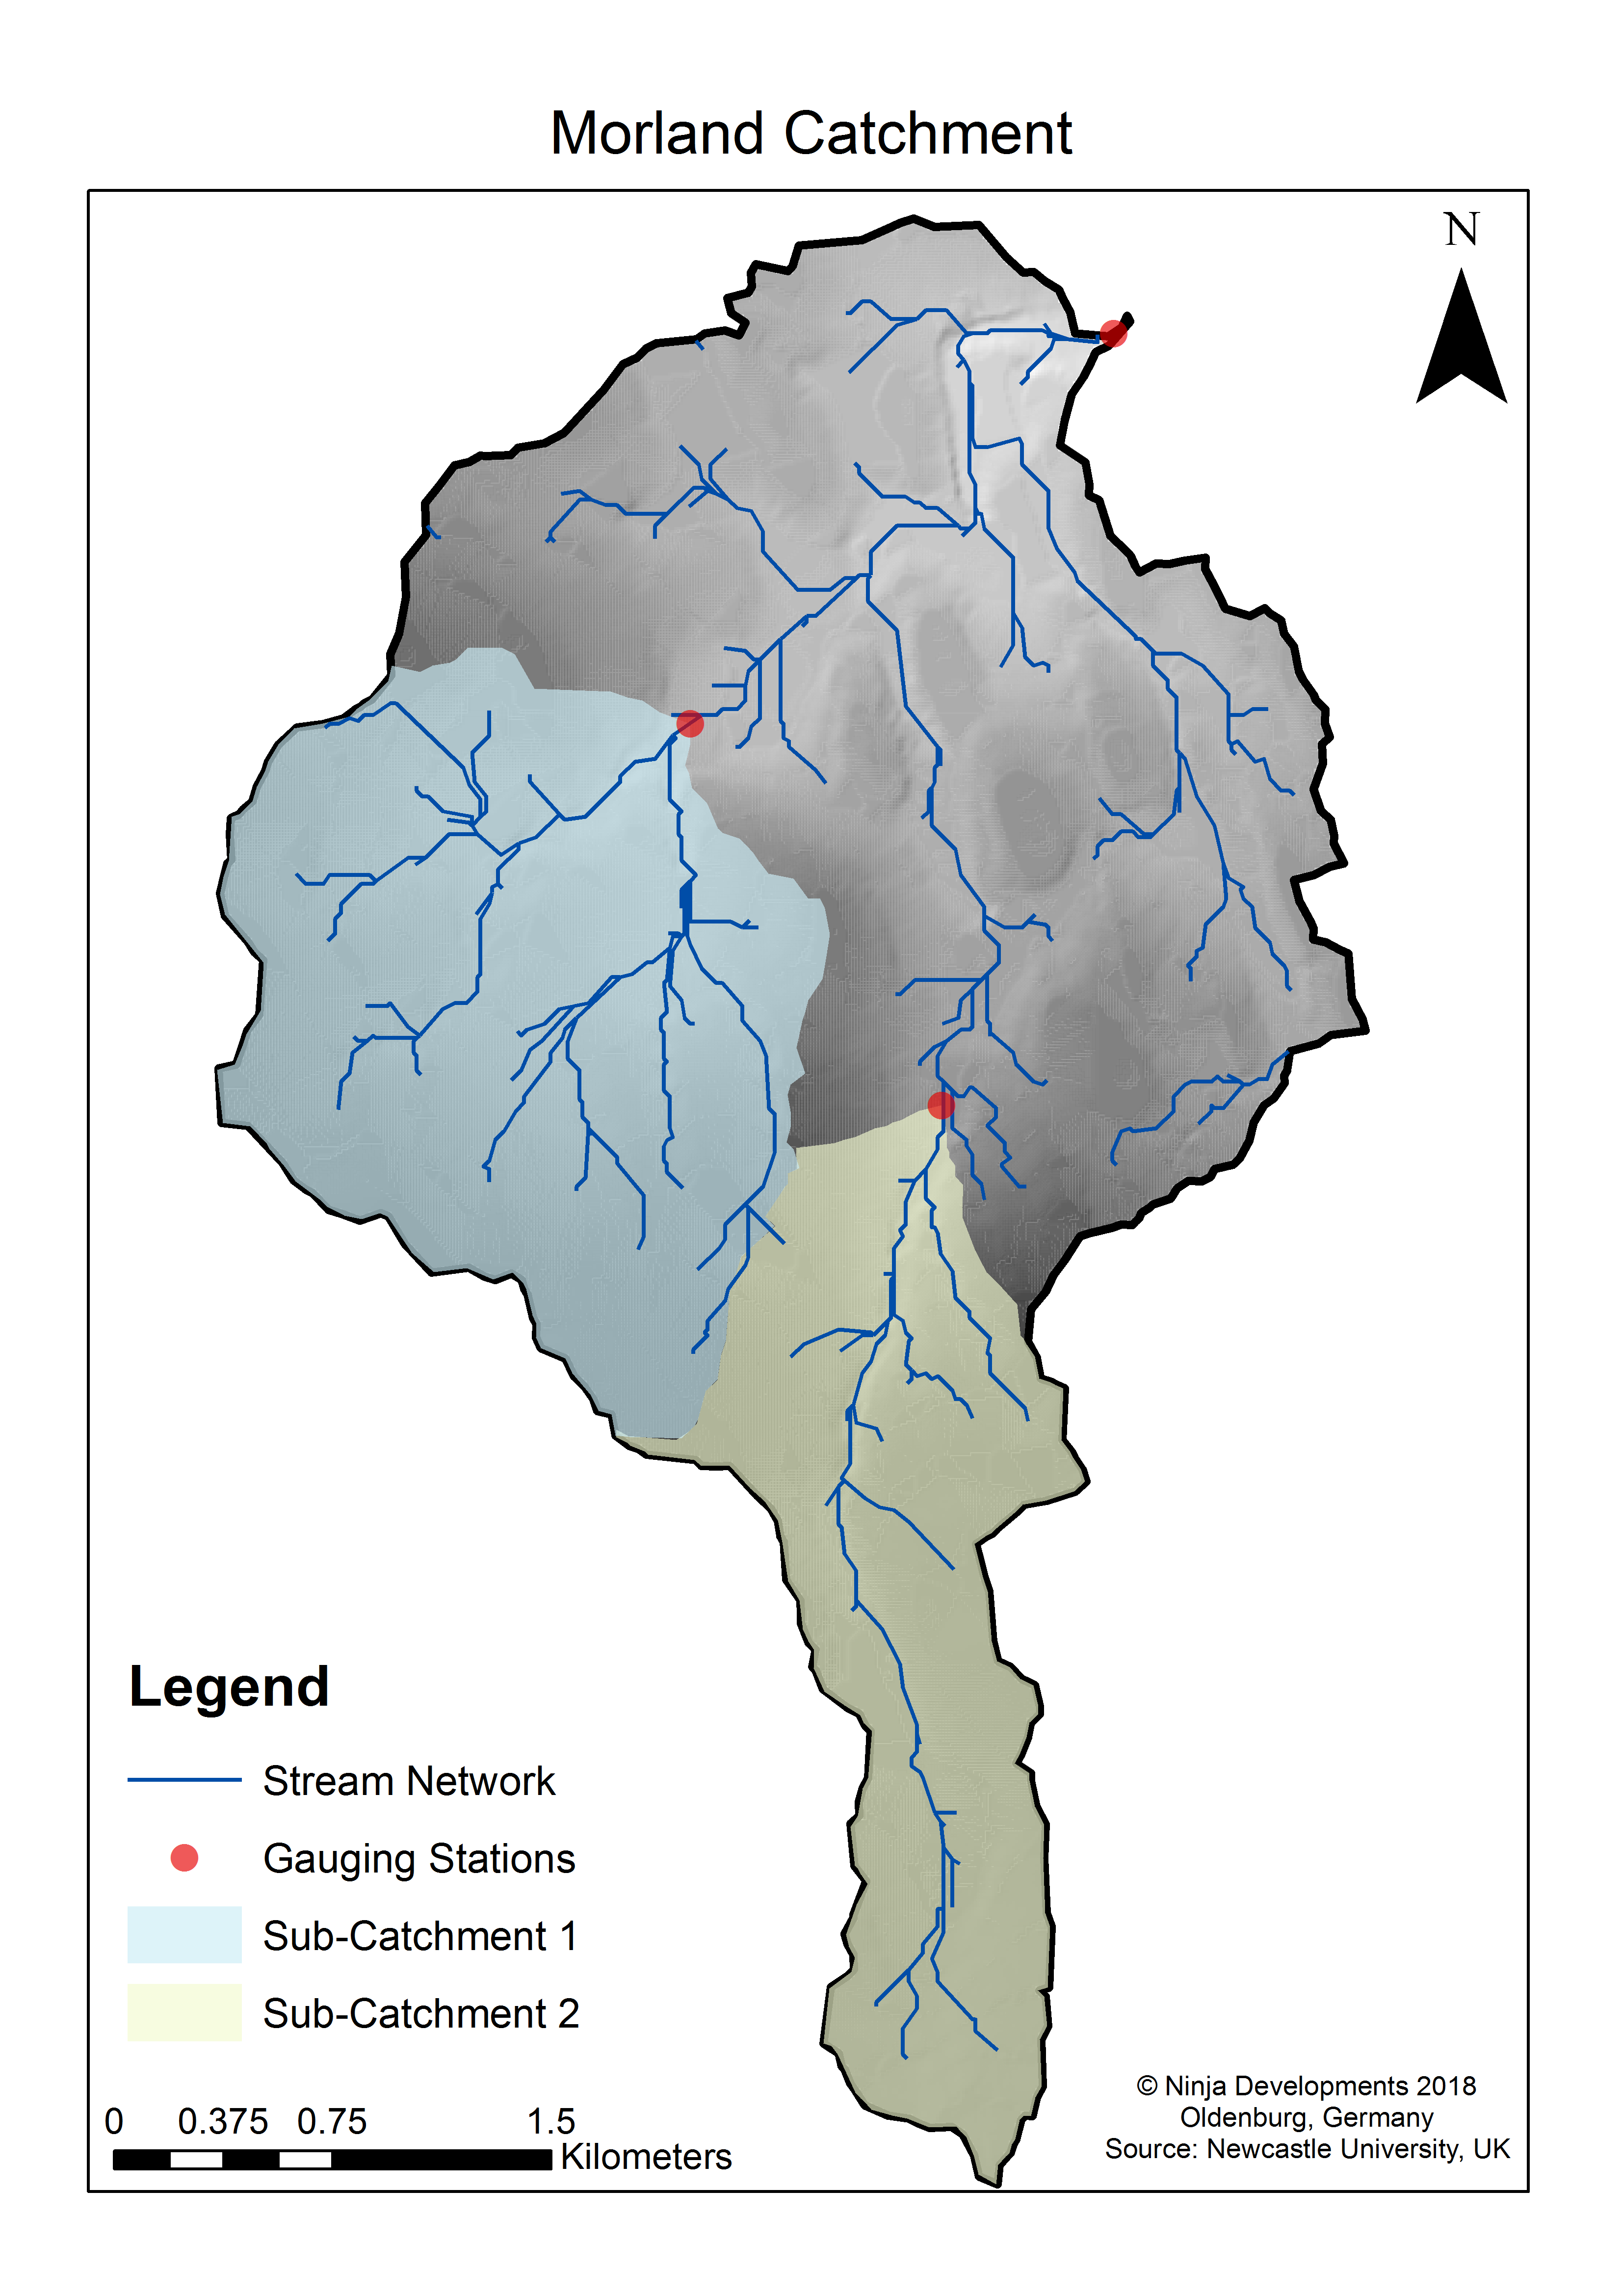 Morland Catchment
N
Legend
Stream Network
Gauging Stations
Sub-Catchment 1
Sub-Catchment 2
0 0.375 0.75 1.5
Kilometers
© Ninja Developments 2018
Oldenburg, Germany
Source: Newcastle University, UK